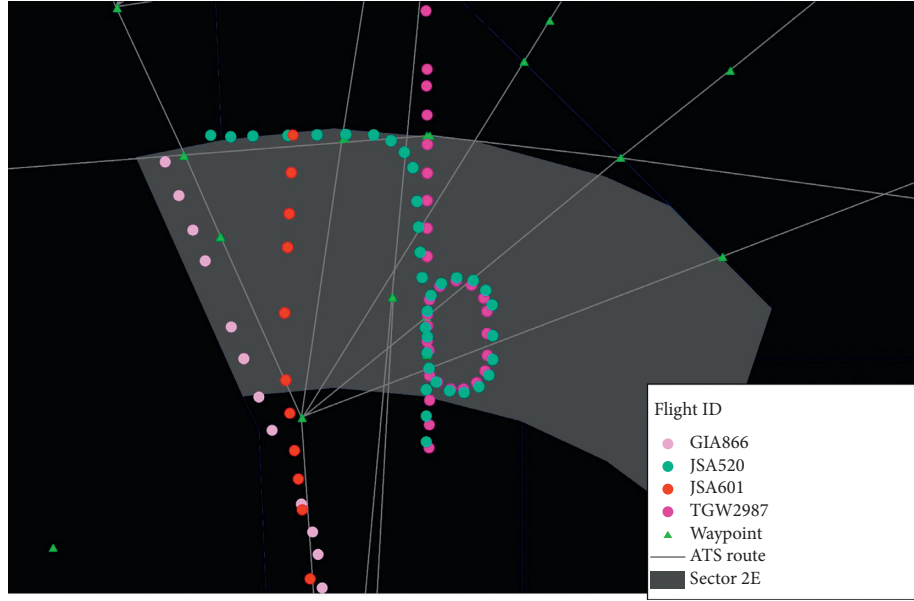 Flight ID
GIA866
JSA520
JSA601
TGW2987
Waypoint
ATS route
Sector 2E